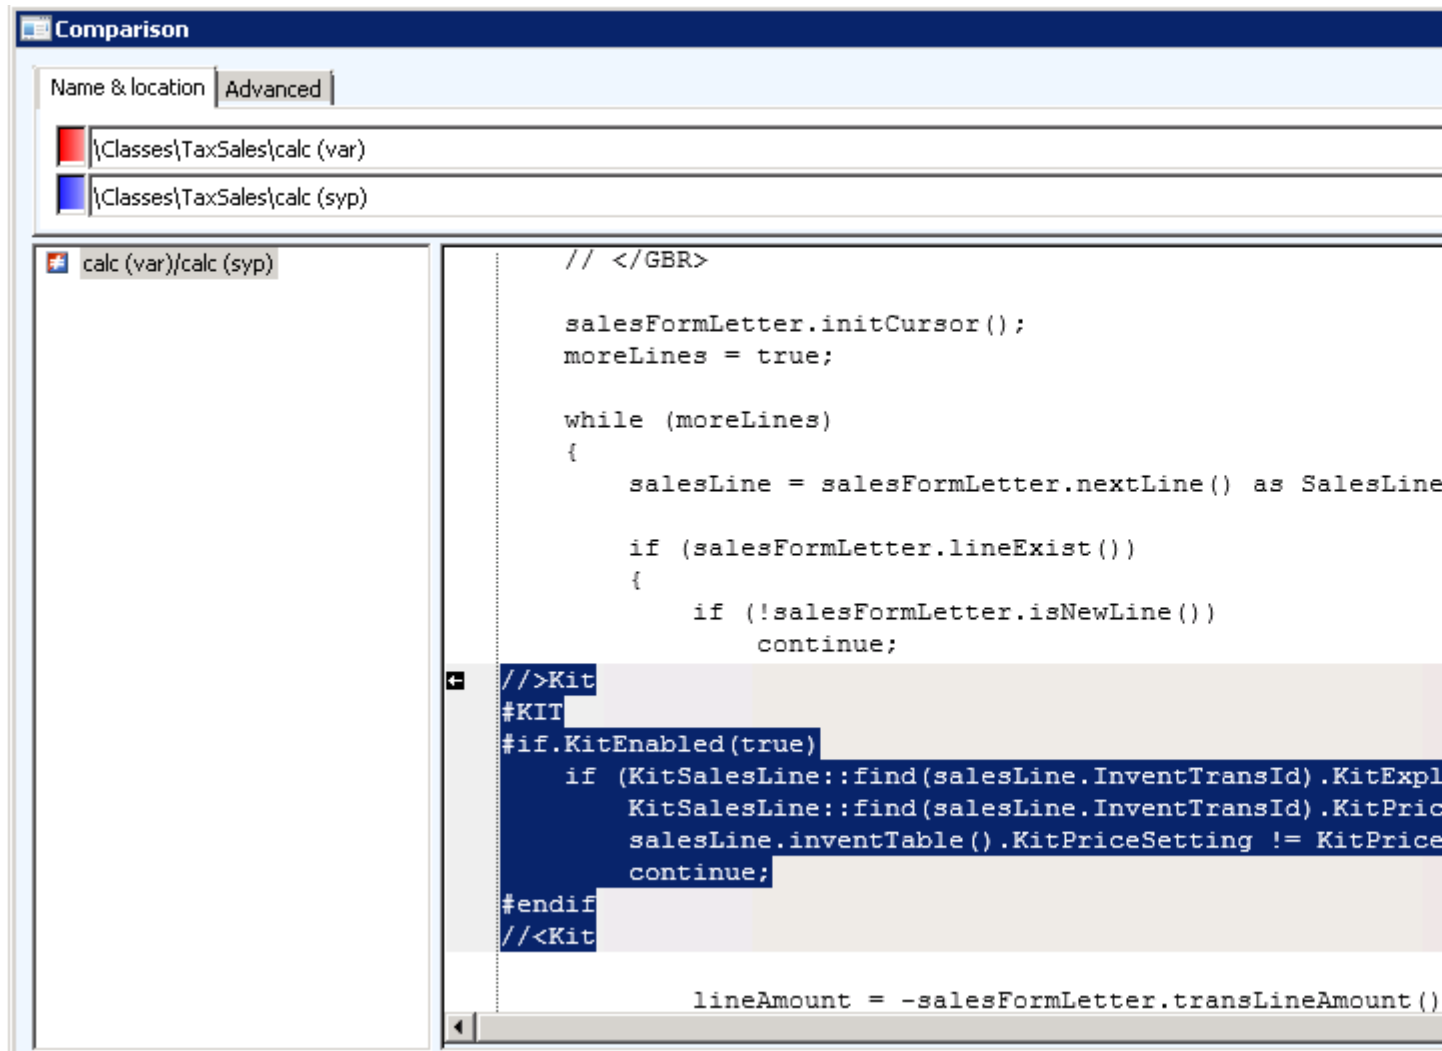 Comparison
Name & location
Advanced
\Classes\TaxSales\calc (var)
\Classes\TaxSales\calc (syp)
calc (var)/calc (syp)
// </GBR>
salesFormLetter.initCursor();
moreLines = true;
while (moreLines)
{
salesLine = salesFormLetter.nextLine() as SalesLine
if (salesFormLetter.lineExist())
{
if (!salesFormLetter.isNewLine())
continue;
//>Kit
#KIT
#if.KitEnabled(true)
if (KitSalesLine::find(salesLine.InventTransId).KitExpl
KitSalesLine::find(salesLine.InventTransId).KitPric
salesLine.inventTable().KitPriceSetting != KitPrice
continue;
#endif
//<Kit
lineAmount = -salesFormLetter.transLineAmount()